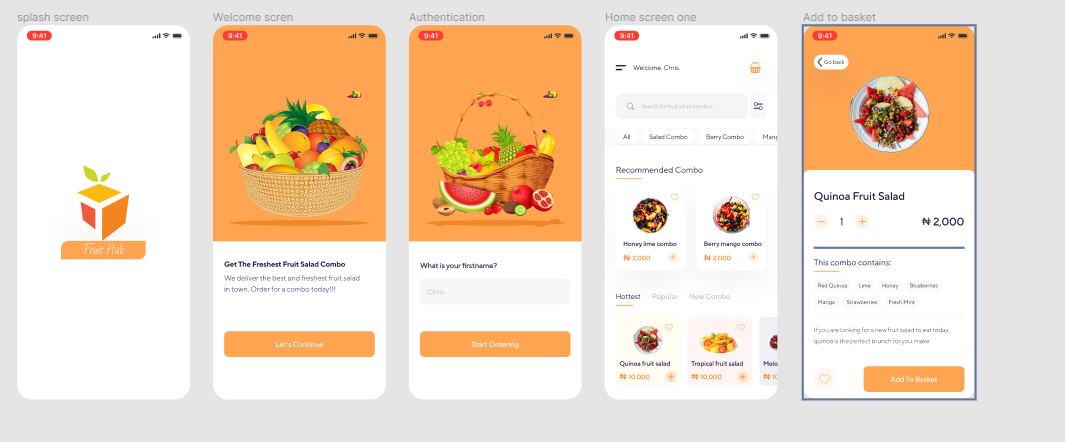 splash screen
Fruit Hub
Welcome scren
9:41
Get The Freshest Fruit Salad Combo
We deliver the best and freshest fruit salad
in town. Order for a combo today!!!
Let's Continue
Authentication
9:41
What is your firstname?
Chris
Start Ordering
Home screen one
9:41
Welcome, Chris.
Search for fruit salad combos
All Salad Combo Berry Combo Mang
Recommended Combo
Honey lime combo Berry mango combo
₦ 2,000 ₦ 2,000
Hottest Popular New Combo
Quinoa fruit salad Tropical fruit salad Melo
₦ 10,000 ₦ 10,000 ₦ 10
Add to basket
9:41
Go back
Quinoa Fruit Salad
1 ₦ 2,000
This combo contains:
Red Quinoa Lime Honey Blueberries
Mango Strawberries Fresh Mint
If you are looking for a new fruit salad to eat today,
quinoa is the perfect brunch for you. make
Add To Basket
9:41